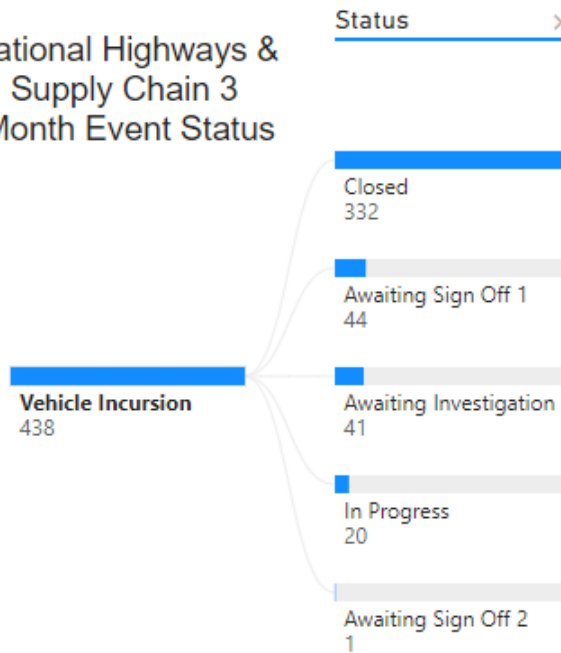 ational Highways &
Supply Chain 3
Month Event Status
Status
Closed
332
Awaiting Sign Off 1
44
Vehicle Incursion
438
Awaiting Investigation
41
In Progress
20
Awaiting Sign Off 2
1